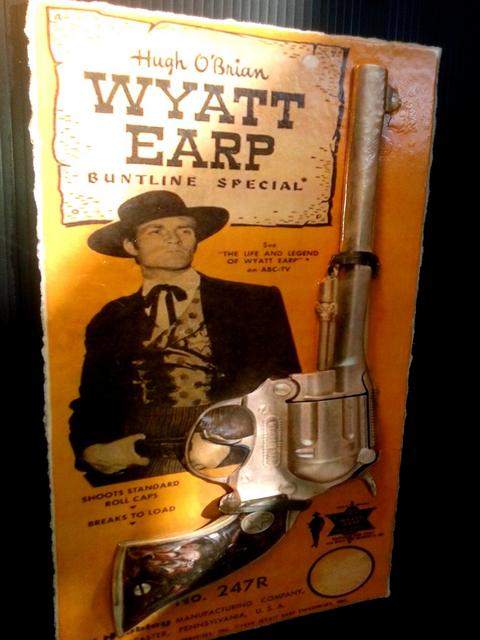 Hugh O'Brian
WYATT
EARP
BUNTLINE SPECIAL
See
"THE LIFE AND LEGEND
OF WYATT EARP"
on ABC-TV
SHOOTS STANDARD
ROLL CAPS
BREAKS TO LOAD
NO. 247R
MANUFACTURING COMPANY,
PENNSYLVANIA, U. S. A.